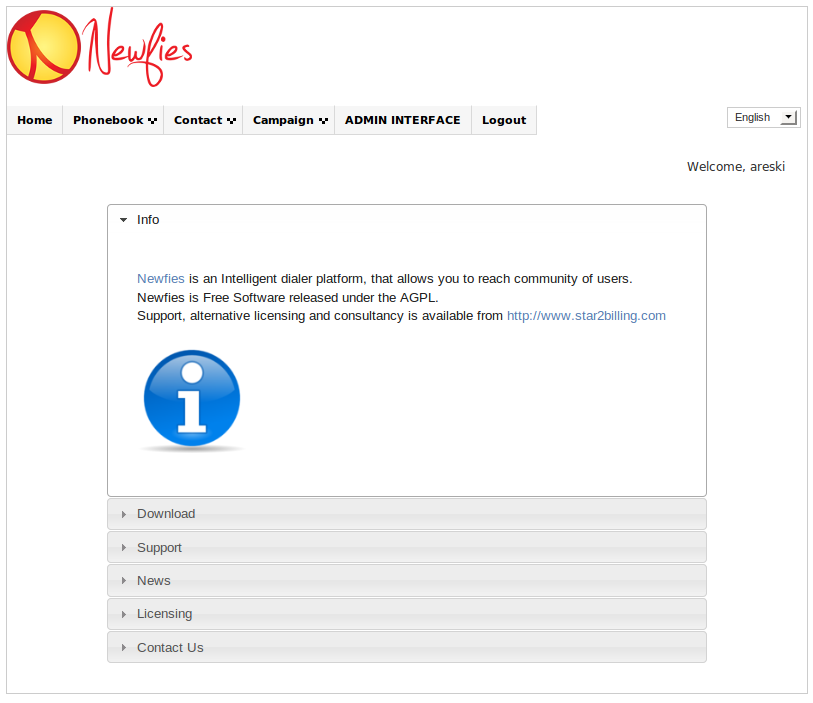 Newfies
Home Phonebook Contact Campaign ADMIN INTERFACE Logout English
Welcome, areski
Info
Newfies is an Intelligent dialer platform, that allows you to reach community of users.
Newfies is Free Software released under the AGPL.
Support, alternative licensing and consultancy is available from http://www.star2billing.com
i
Download
Support
News
Licensing
Contact Us